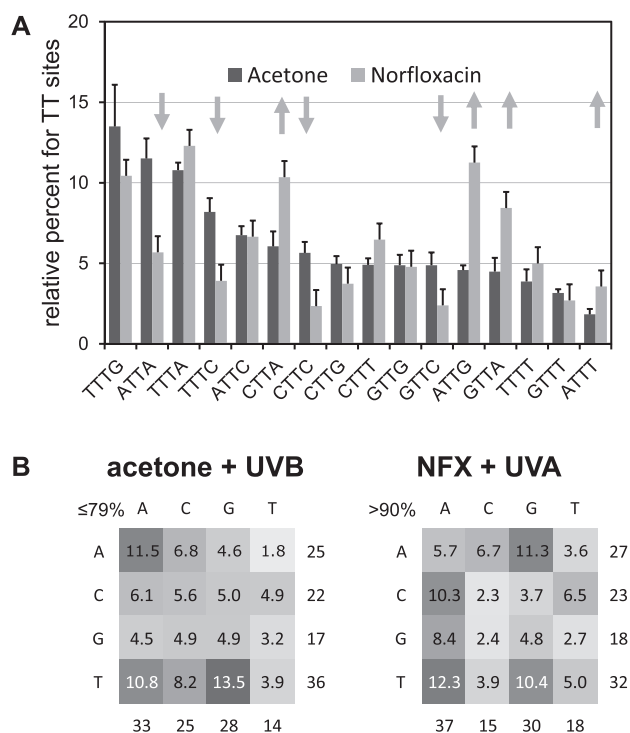 A
relative percent for TT sites
20
15
10
5
0
Acetone Norfloxacin
TTTG ATTA TTTA TTTC ATTC CTTA CTTC CTTG CTTT GTTG GTTC ATTG GTTA TTTT GTTT ATTT
B
acetone + UVB
≤79% A C G T
A 11.5 6.8 4.6 1.8 25
C 6.1 5.6 5.0 4.9 22
G 4.5 4.9 4.9 3.2 17
T 10.8 8.2 13.5 3.9 36
33 25 28 14
NFX + UVA
>90% A C G T
A 5.7 6.7 11.3 3.6 27
C 10.3 2.3 3.7 6.5 23
G 8.4 2.4 4.8 2.7 18
T 12.3 3.9 10.4 5.0 32
37 15 30 18